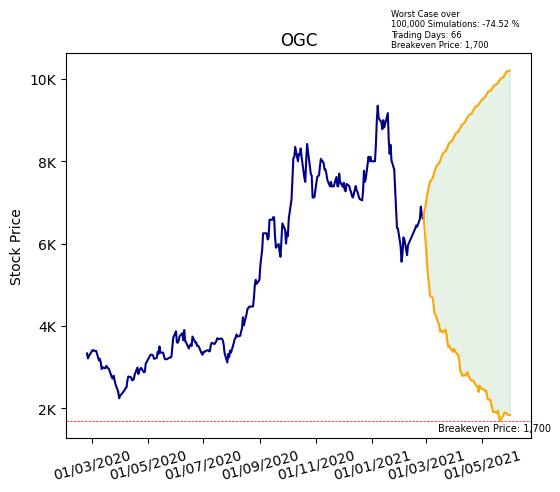 Worst Case over
100,000 Simulations: -74.52 %
Trading Days: 66
Breakeven Price: 1,700
OGC
Stock Price
10K
8K
6K
4K
2K
Breakeven Price: 1,700
01/03/2020
01/05/2020
01/07/2020
01/09/2020
01/11/2020
01/01/2021
01/03/2021
01/05/2021